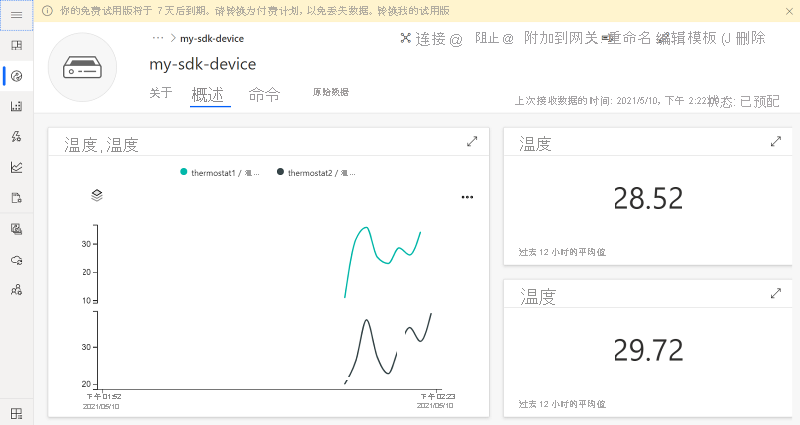 你的免费试用版将于 7 天后到期。请转换为付费计划，以免丢失数据。转换我的试用版
··· > my-sdk-device
my-sdk-device
连接 @ 阻止@ 附加到网关 重命名 编辑模板 (J 删除
关于 概述 命令 原始数据
上次接收数据的时间: 2021/5/10, 下午 2:22 状态: 已预配
温度,温度
thermostat1 / 温 ...
thermostat2 / 温 ...
30
20
10
30
20
下午 01:52
2021/05/10
下午 02:23
2021/05/10
温度
28.52
过去 12 小时的平均值
温度
29.72
过去 12 小时的平均值